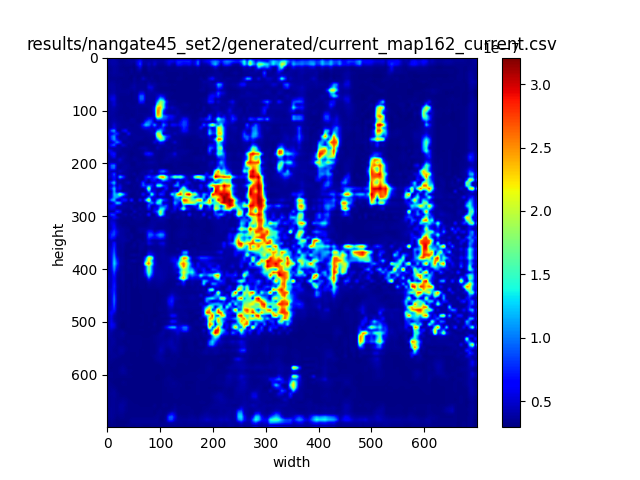 results/nangate45_set2/generated/current_map162_current.csv
1e−7
0
100
200
300
400
500
600
height
0 100 200 300 400 500 600
width
3.0
2.5
2.0
1.5
1.0
0.5